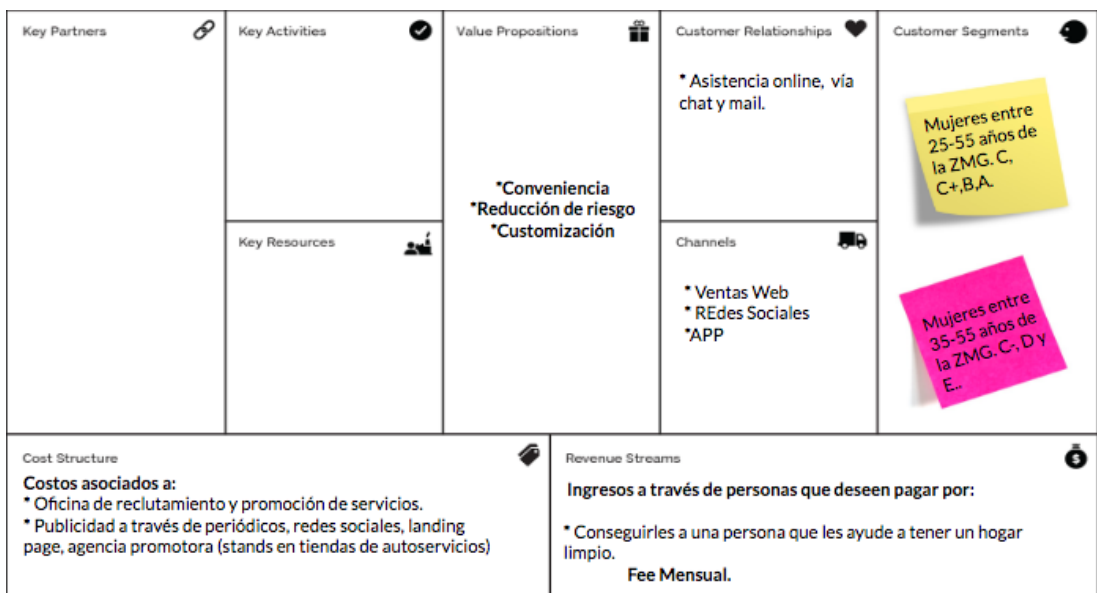 Key Partners
Key Activities
Value Propositions
Customer Relationships
Customer Segments
* Asistencia online, vía
chat y mail.
Mujeres entre
25-55 años de
la ZMG. C,
C+,B,A.
*Conveniencia
*Reducción de riesgo
*Customización
Key Resources
Channels
* Ventas Web
* REdes Sociales
*APP
Mujeres entre
35-55 años de
la ZMG. C-, D y
E..
Cost Structure
Costos asociados a:
* Oficina de reclutamiento y promoción de servicios.
* Publicidad a través de periódicos, redes sociales, landing
page, agencia promotora (stands en tiendas de autoservicios)
Revenue Streams
Ingresos a través de personas que deseen pagar por:
* Conseguirles a una persona que les ayude a tener un hogar
limpio.
Fee Mensual.